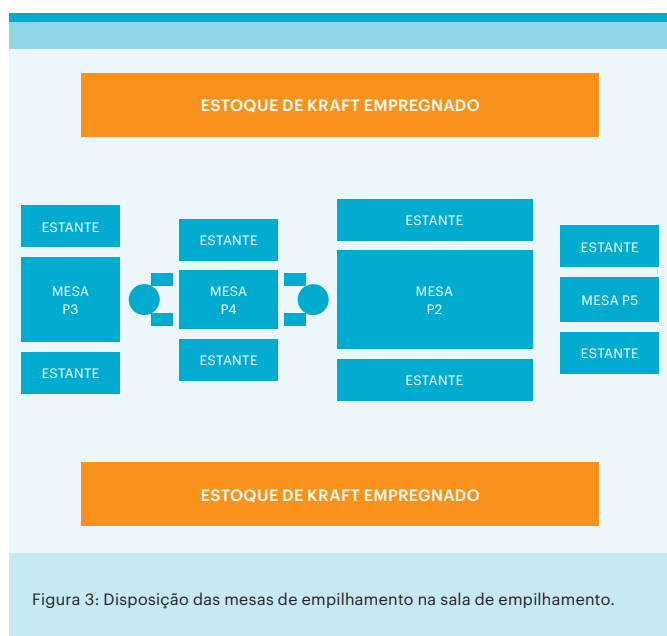 ESTOQUE DE KRAFT EMPREGNADO
ESTANTE
ESTANTE
ESTANTE
ESTANTE
MESA
P3
MESA
P4
MESA
P2
MESA P5
ESTANTE
ESTANTE
ESTANTE
ESTANTE
ESTOQUE DE KRAFT EMPREGNADO
Figura 3: Disposição das mesas de empilhamento na sala de empilhamento.